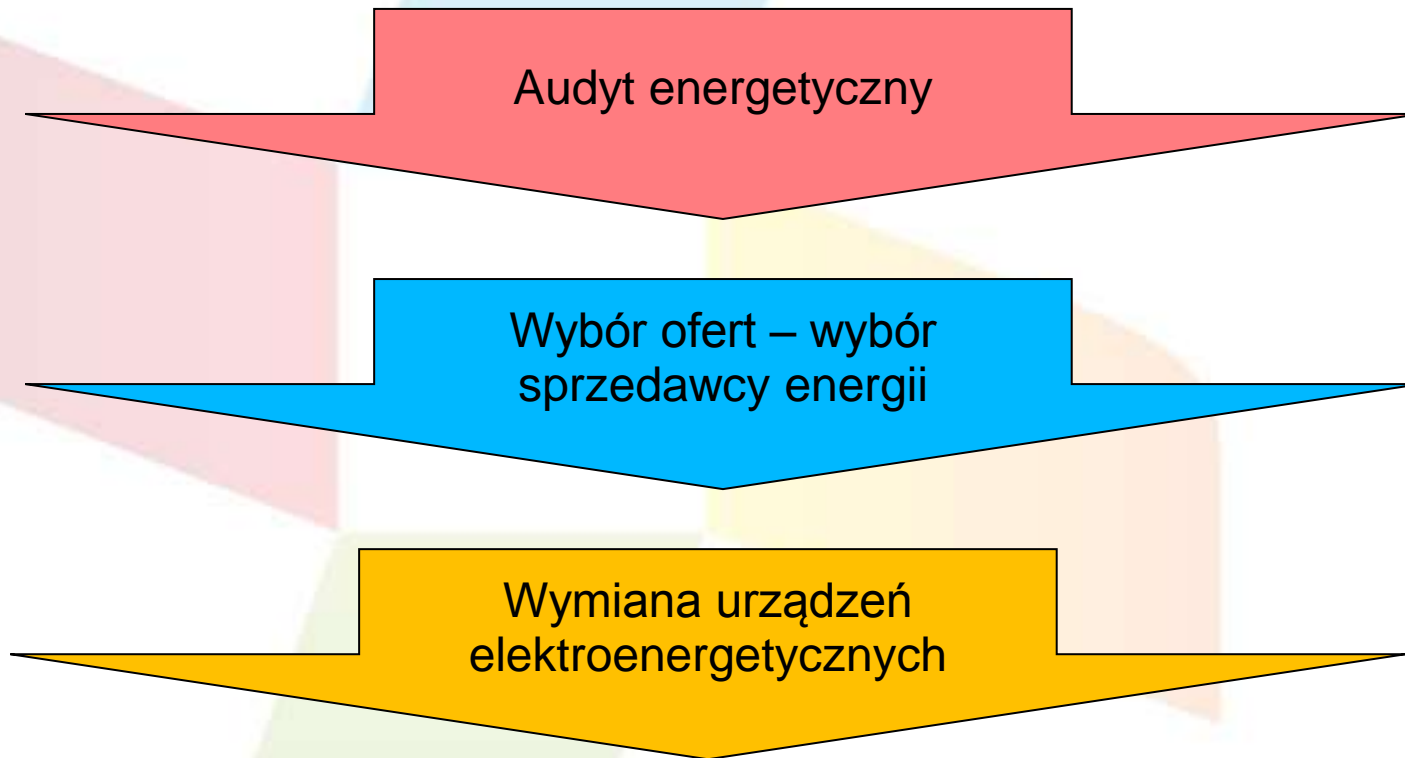 Audyt energetyczny
Wybór ofert – wybór
sprzedawcy energii
Wymiana urządzeń
elektroenergetycznych